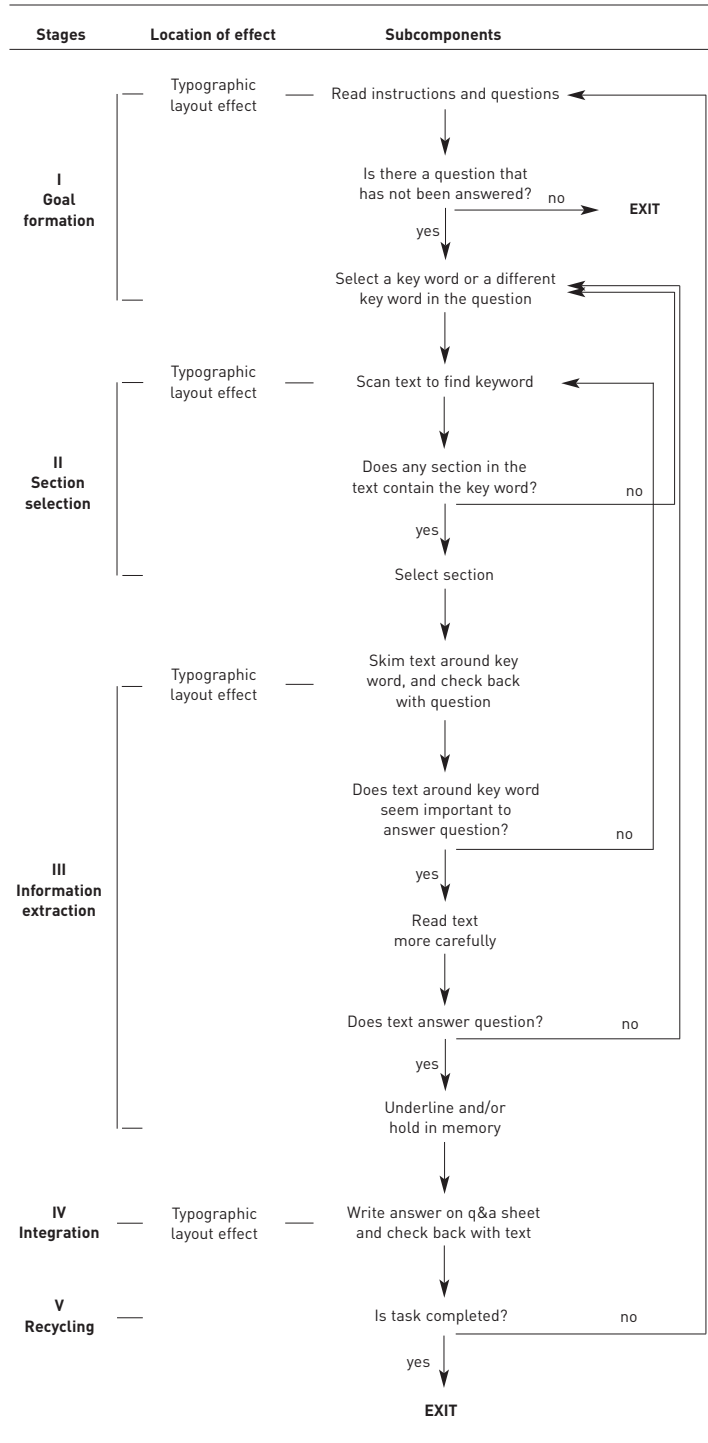 Stages Location of effect Subcomponents
Typographic
layout effect
Read instructions and questions
I
Goal
formation
Is there a question that
has not been answered?
no
EXIT
yes
Select a key word or a different
key word in the question
Typographic
layout effect
Scan text to find keyword
II
Section
selection
Does any section in the
text contain the key word?
no
yes
Select section
Typographic
layout effect
Skim text around key
word, and check back
with question
Does text around key word
seem important to
answer question?
no
III
Information
extraction
yes
Read text
more carefully
Does text answer question?
no
yes
Underline and/or
hold in memory
IV
Integration
Typographic
layout effect
Write answer on q&a sheet
and check back with text
V
Recycling
Is task completed?
no
yes
EXIT